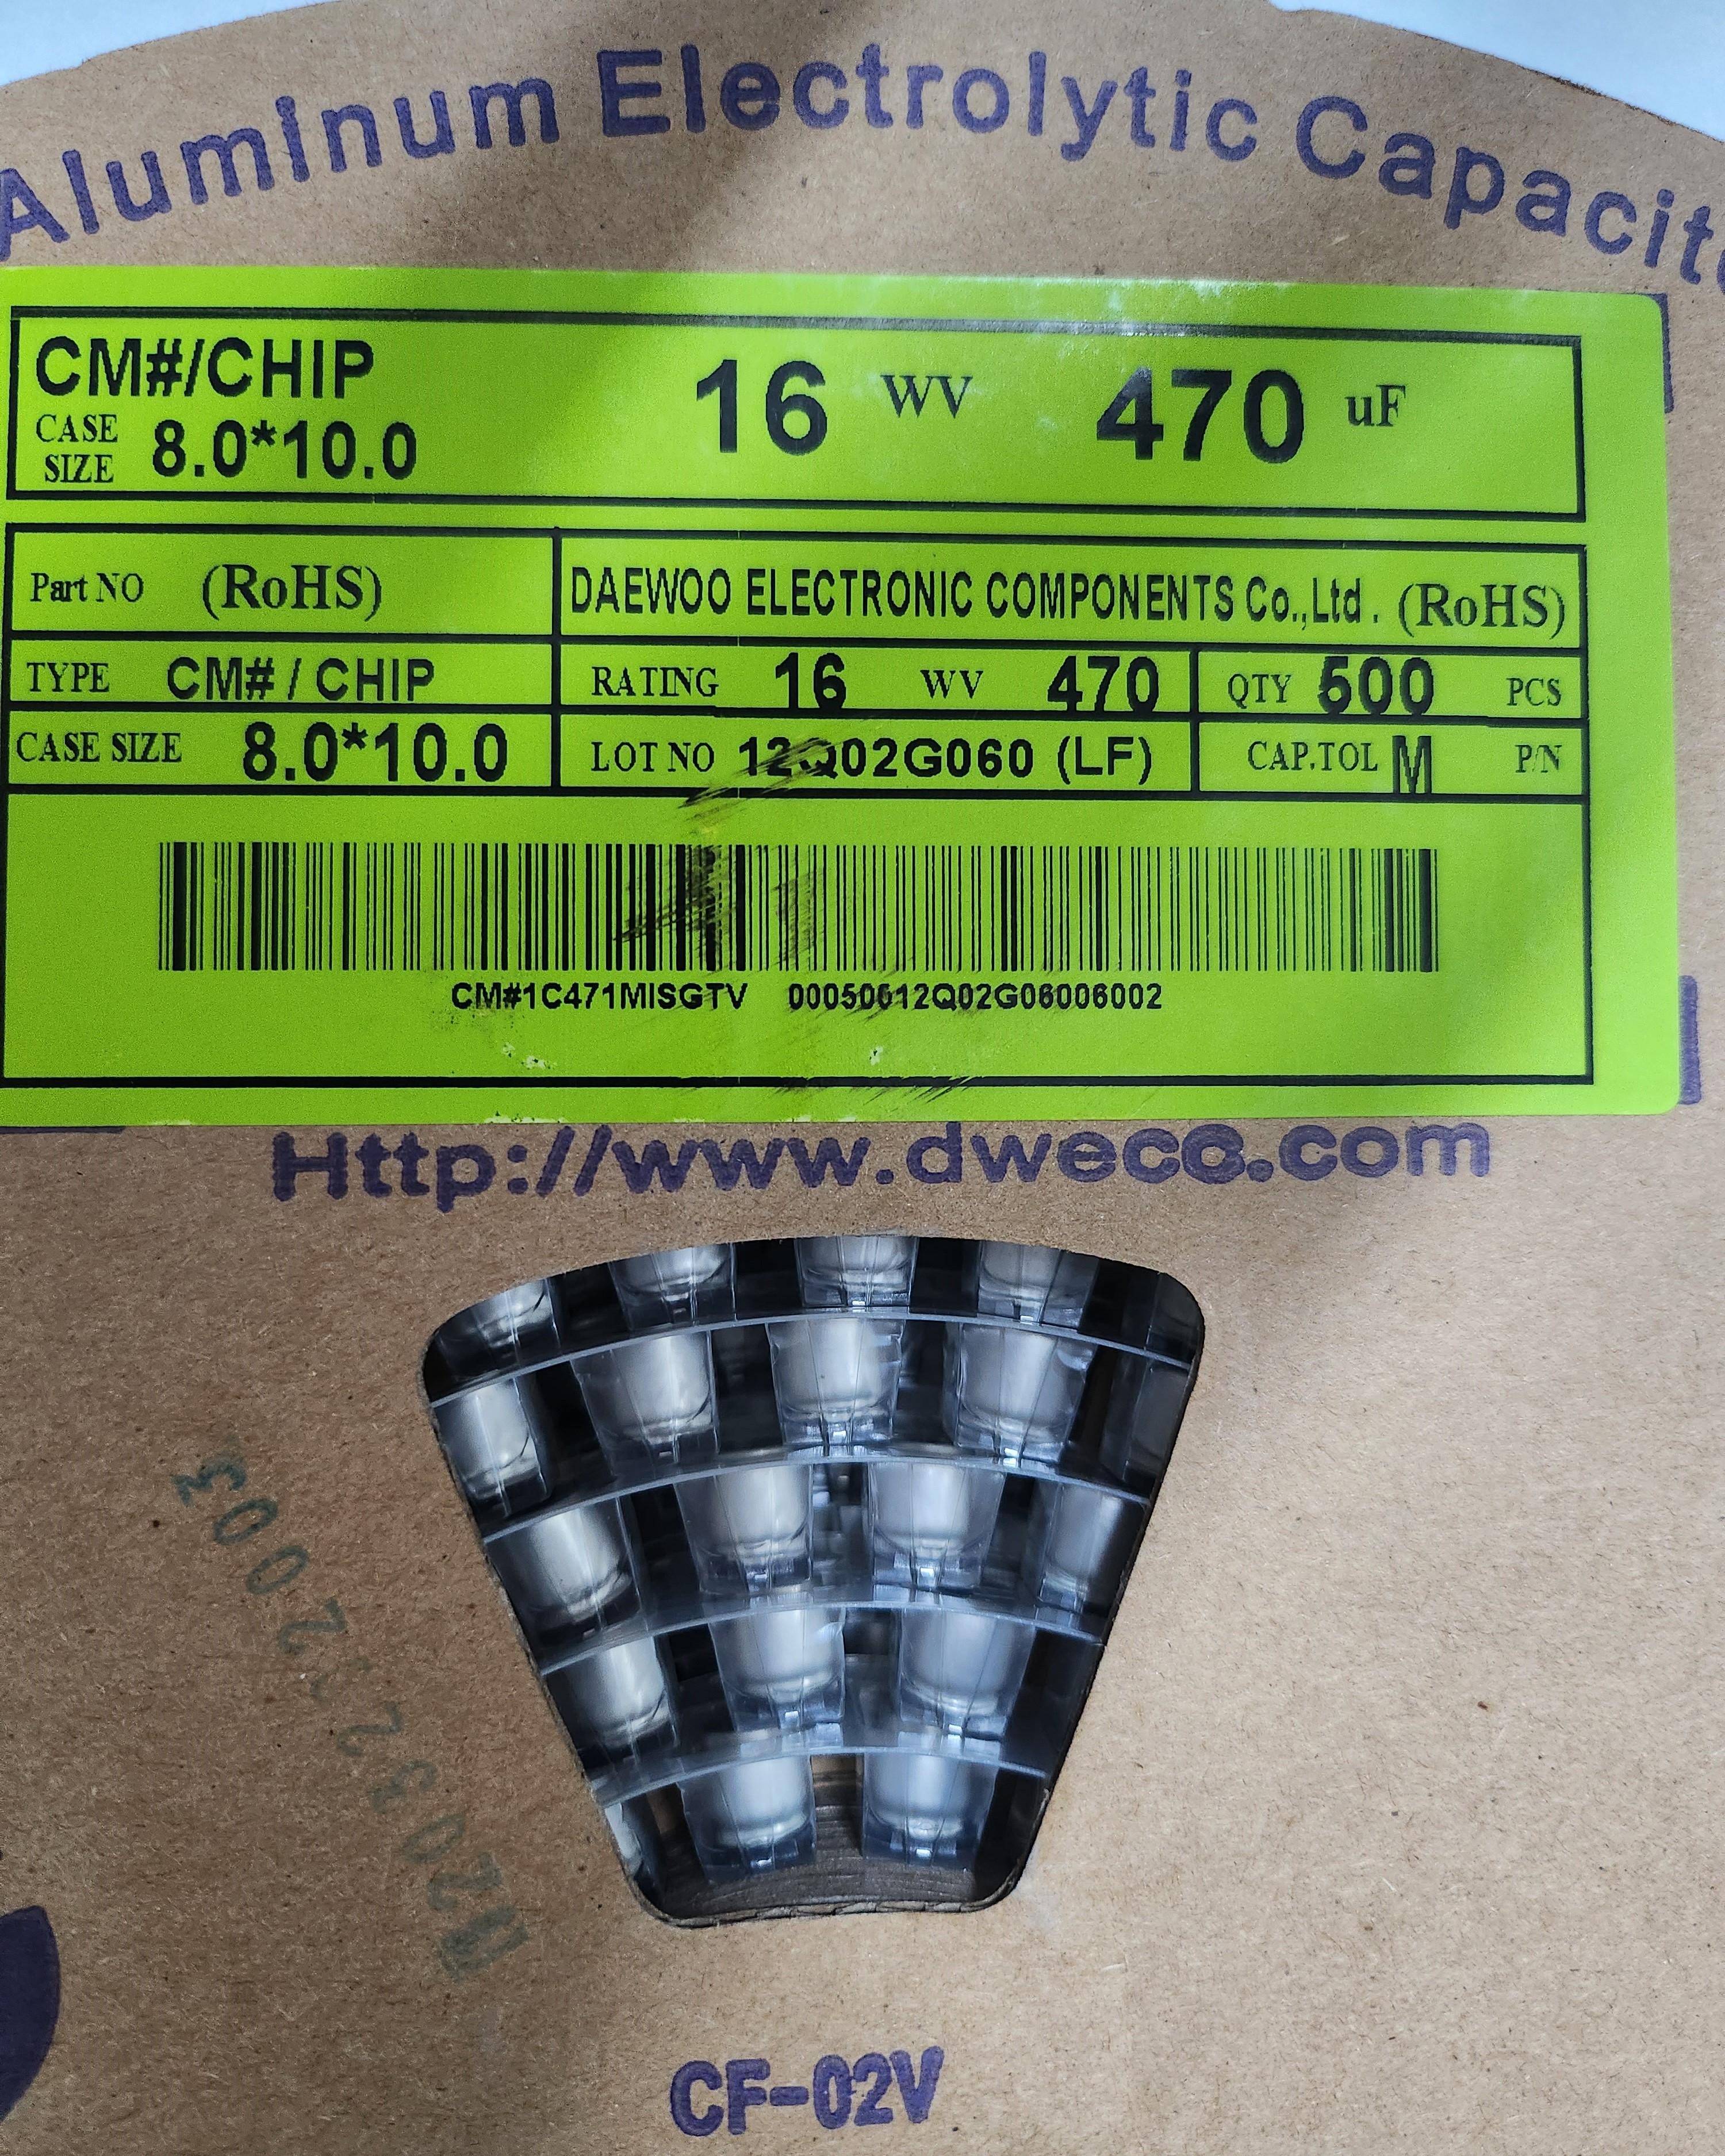 Aluminum Electrolytic Capacito
CM#/CHIP 16 WV 470 uF
CASE SIZE 8.0*10.0
Part NO (RoHS) DAEWOO ELECTRONIC COMPONENTS Co.,Ltd. (RoHS)
TYPE CM# / CHIP RATING 16 WV 470 QTY 500 PCS
CASE SIZE 8.0*10.0 LOT NO 12Q02G060 (LF) CAP.TOL M P/N
CM#1C471MISGTV 00050012Q02G06006002
Http://www.dwecc.com
CF-02V